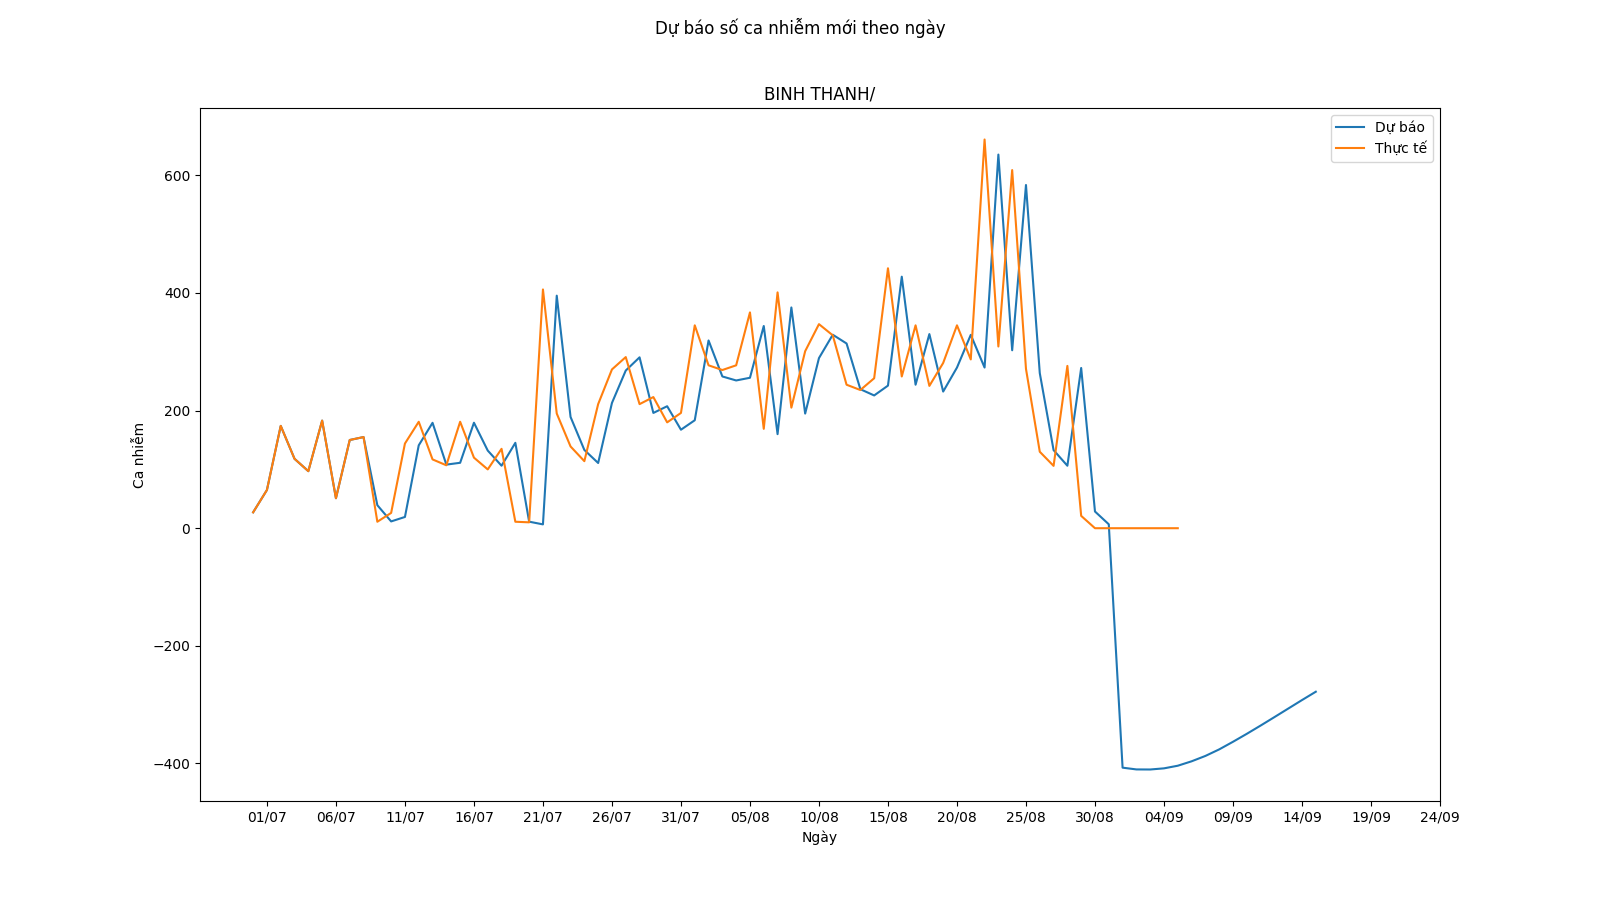 Dự báo số ca nhiễm mới theo ngày
BINH THANH/
Dự báo
Thực tế
600
400
200
0
−200
−400
Ca nhiễm
01/07 06/07 11/07 16/07 21/07 26/07 31/07 05/08 10/08 15/08 20/08 25/08 30/08 04/09 09/09 14/09 19/09 24/09
Ngày